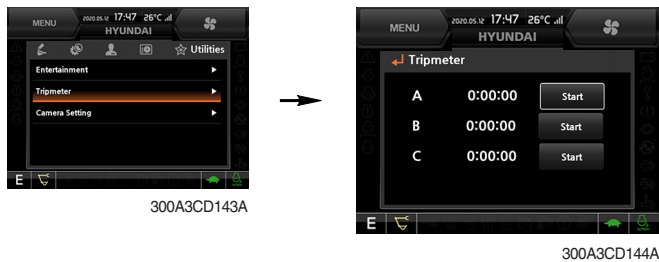 MENU
2020.05.12 17:47 26°C
HYUNDAI
Utilities
Entertainment
Tripmeter
Camera Setting
E
300A3CD143A
MENU
2020.05.12 17:47 26°C
HYUNDAI
Tripmeter
A 0:00:00 Start
B 0:00:00 Start
C 0:00:00 Start
E
300A3CD144A